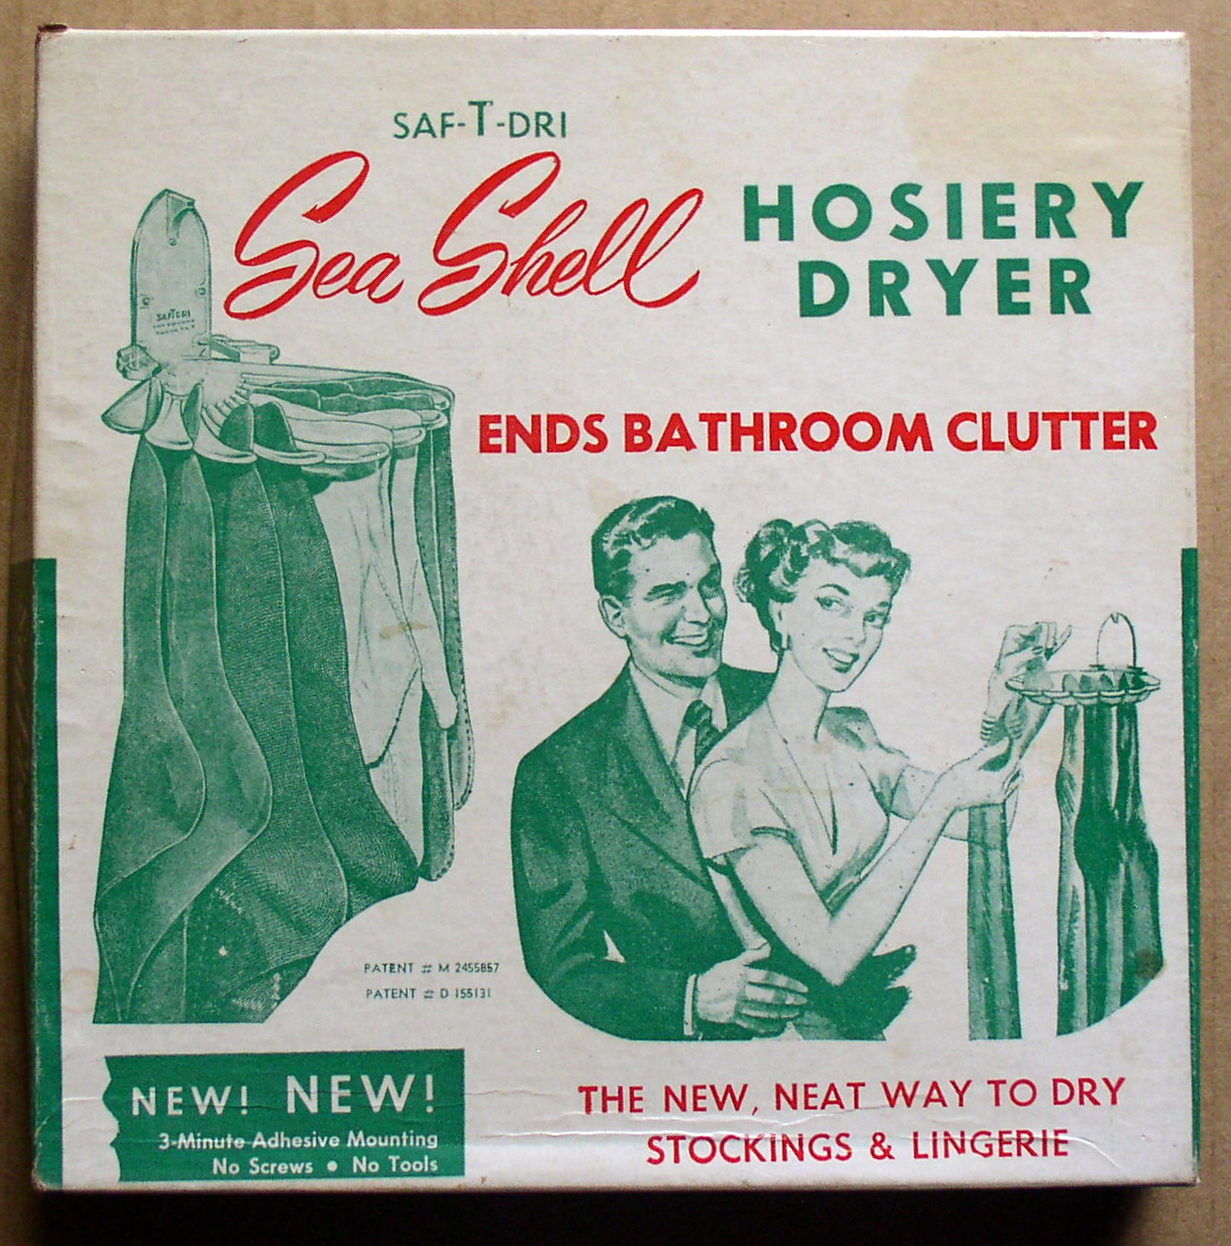 SAF-T-DRI
Sea Shell
HOSIERY
DRYER
SAFTDRI
ENDS BATHROOM CLUTTER
PATENT # M 2455857
PATENT # D 155131
NEW! NEW!
3-Minute Adhesive Mounting
No Screws • No Tools
THE NEW, NEAT WAY TO DRY
STOCKINGS & LINGERIE